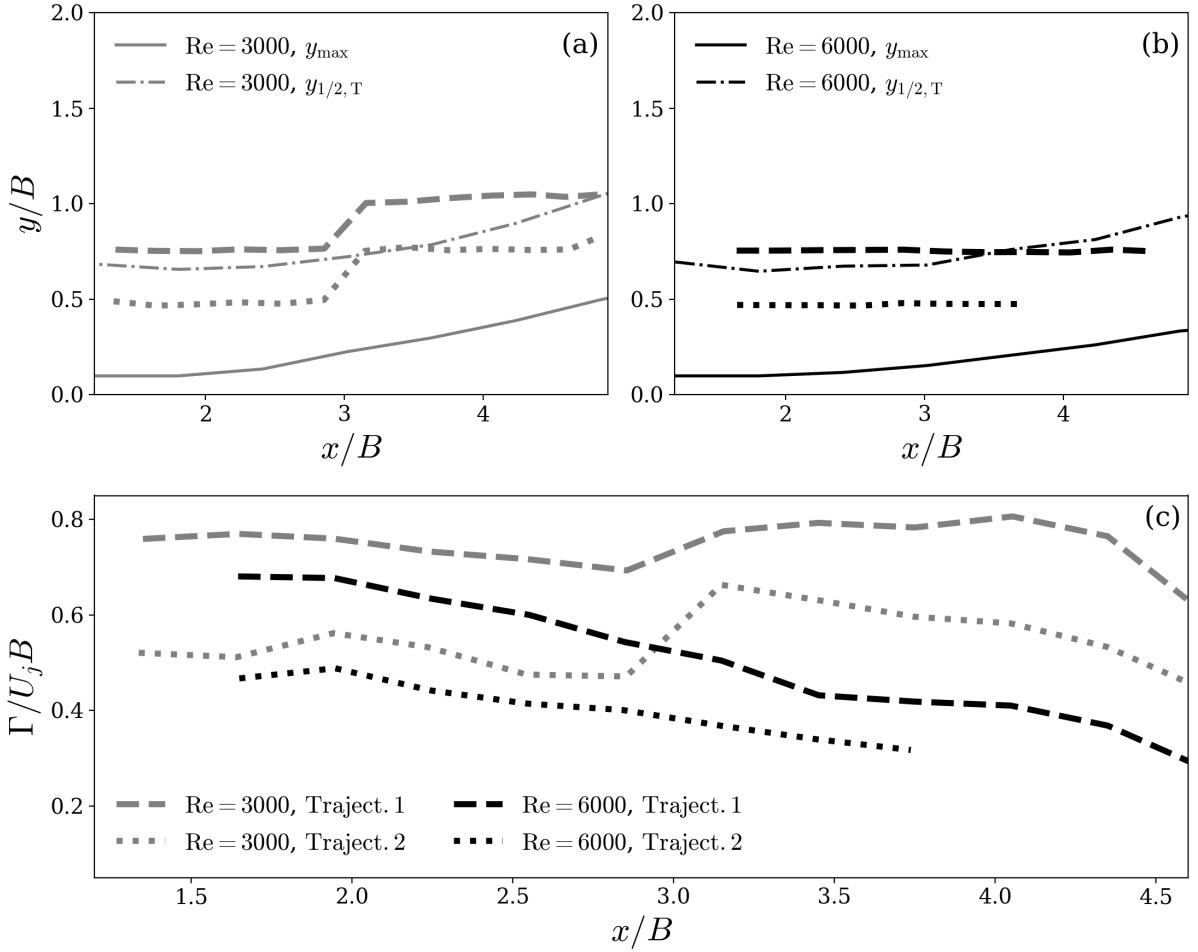 2.0
1.5
1.0
0.5
0.0
y/B
Re = 3000, y_max
Re = 3000, y_1/2, T
(a)
2
3
4
x/B
2.0
1.5
1.0
0.5
0.0
Re = 6000, y_max
Re = 6000, y_1/2, T
(b)
2
3
4
x/B
0.8
0.6
0.4
0.2
Γ/U_jB
(c)
Re = 3000, Traject. 1
Re = 3000, Traject. 2
Re = 6000, Traject. 1
Re = 6000, Traject. 2
1.5
2.0
2.5
3.0
3.5
4.0
4.5
x/B